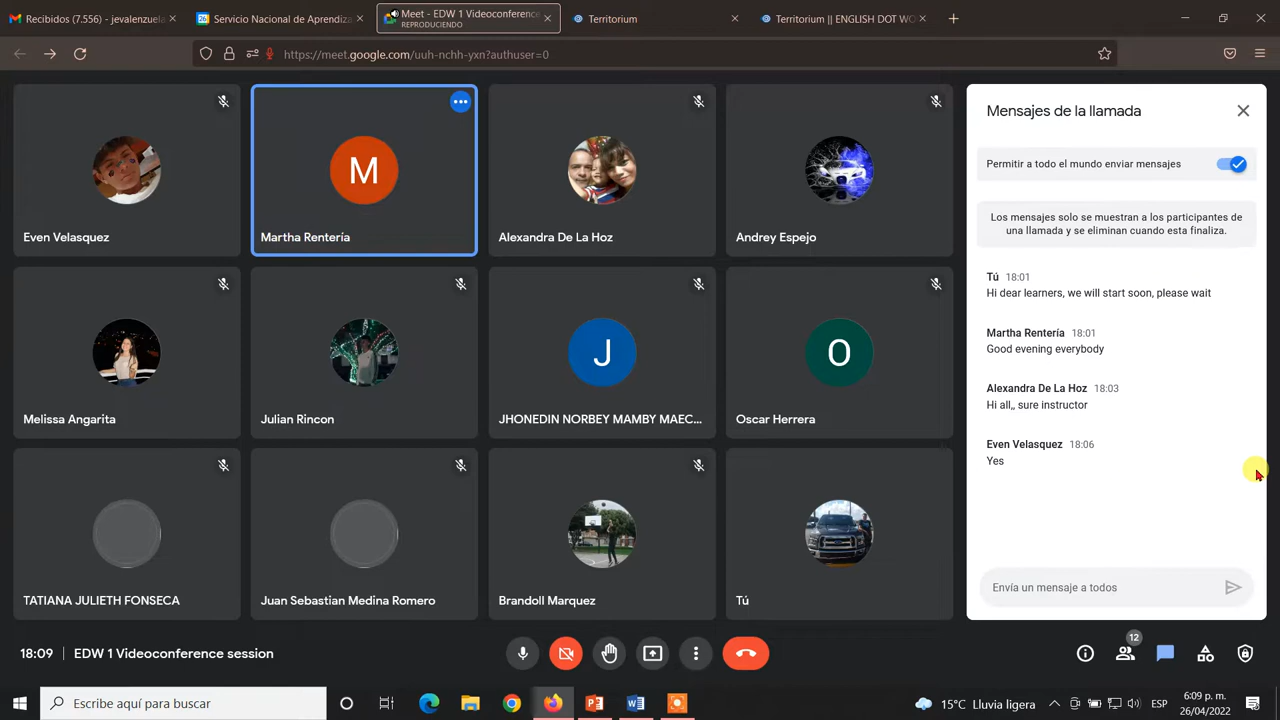 Recibidos (7.556) - jevalenzuela
Servicio Nacional de Aprendiza
Meet - EDW 1 Videoconference
REPRODUCIENDO
Territorium
Territorium || ENGLISH DOT WO
https://meet.google.com/uuh-nchh-yxn?authuser=0
Even Velasquez
M
Martha Rentería
Alexandra De La Hoz
Andrey Espejo
Melissa Angarita
Julian Rincon
J
JHONEDIN NORBEY MAMBY MAEC...
O
Oscar Herrera
TATIANA JULIETH FONSECA
Juan Sebastian Medina Romero
Brandoll Marquez
Tú
Mensajes de la llamada
Permitir a todo el mundo enviar mensajes
Los mensajes solo se muestran a los participantes de
una llamada y se eliminan cuando esta finaliza.
Tú 18:01
Hi dear learners, we will start soon, please wait
Martha Rentería 18:01
Good evening everybody
Alexandra De La Hoz 18:03
Hi all,, sure instructor
Even Velasquez 18:06
Yes
Envía un mensaje a todos
18:09 | EDW 1 Videoconference session
12
Escribe aquí para buscar
15°C Lluvia ligera
ESP
6:09 p. m.
26/04/2022